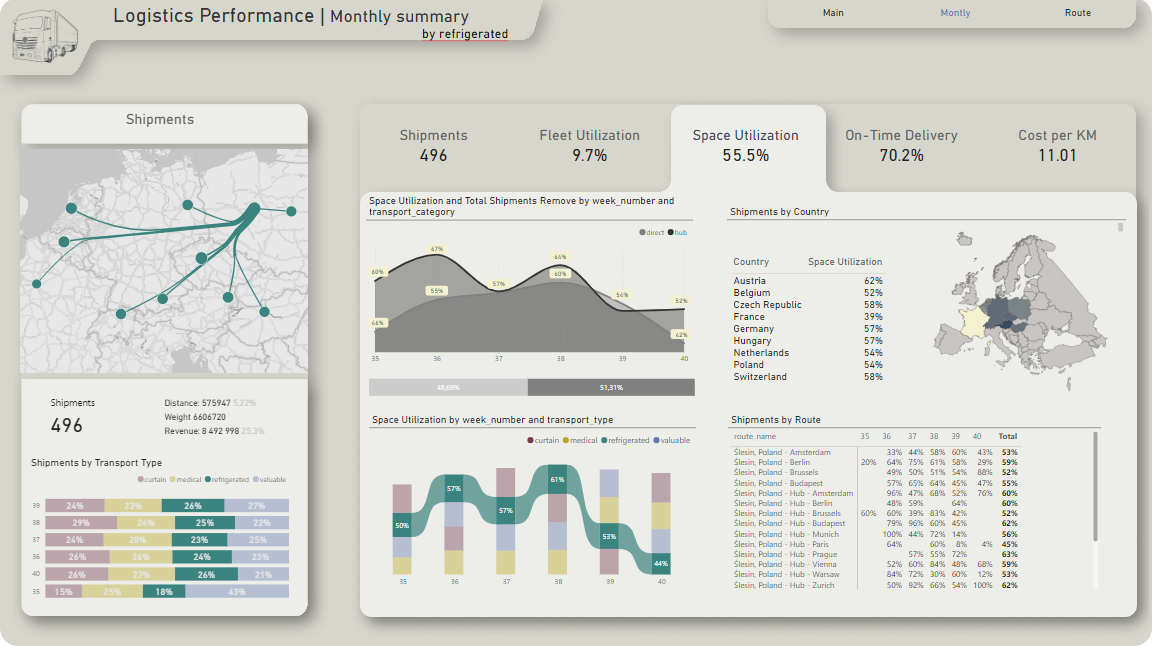 Logistics Performance | Monthly summary
by refrigerated
Main Montly Route
Shipments
Shipments
496
Distance: 575947 5,22%
Weight 6606720
Revenue: 8 492 998 25,3%
Shipments by Transport Type
curtain medical refrigerated valuable
39 24% 23% 26% 27%
38 29% 24% 25% 22%
37 24% 28% 23% 25%
36 26% 26% 24% 23%
40 26% 27% 26% 21%
35 15% 25% 18% 43%
Shipments Fleet Utilization Space Utilization On-Time Delivery Cost per KM
496 9.7% 55.5% 70.2% 11.01
Space Utilization and Total Shipments Remove by week_number and
transport_category
direct hub
67%
64%
60% 60%
57%
55% 54%
52%
46%
42%
35 36 37 38 39 40
48,69% 51,31%
Space Utilization by week_number and transport_type
curtain medical refrigerated valuable
50% 57% 57% 61% 53% 44%
35 36 37 38 39 40
Shipments by Country
Country Space Utilization
Austria 62%
Belgium 52%
Czech Republic 58%
France 39%
Germany 57%
Hungary 57%
Netherlands 54%
Poland 54%
Switzerland 58%
Shipments by Route
route_name 35 36 37 38 39 40 Total
Ślesin, Poland - Amsterdam 33% 44% 58% 60% 43% 53%
Ślesin, Poland - Berlin 20% 64% 75% 61% 58% 29% 59%
Ślesin, Poland - Brussels 49% 50% 51% 54% 88% 52%
Ślesin, Poland - Budapest 57% 65% 64% 45% 47% 55%
Ślesin, Poland - Hub - Amsterdam 96% 47% 68% 52% 76% 60%
Ślesin, Poland - Hub - Berlin 48% 59% 64% 60%
Ślesin, Poland - Hub - Brussels 60% 60% 39% 83% 42% 52%
Ślesin, Poland - Hub - Budapest 79% 96% 60% 45% 62%
Ślesin, Poland - Hub - Munich 100% 44% 72% 14% 56%
Ślesin, Poland - Hub - Paris 64% 60% 8% 4% 45%
Ślesin, Poland - Hub - Prague 57% 55% 72% 63%
Ślesin, Poland - Hub - Vienna 52% 60% 84% 48% 68% 59%
Ślesin, Poland - Hub - Warsaw 84% 72% 30% 60% 12% 53%
Ślesin, Poland - Hub - Zurich 50% 92% 66% 54% 100% 62%